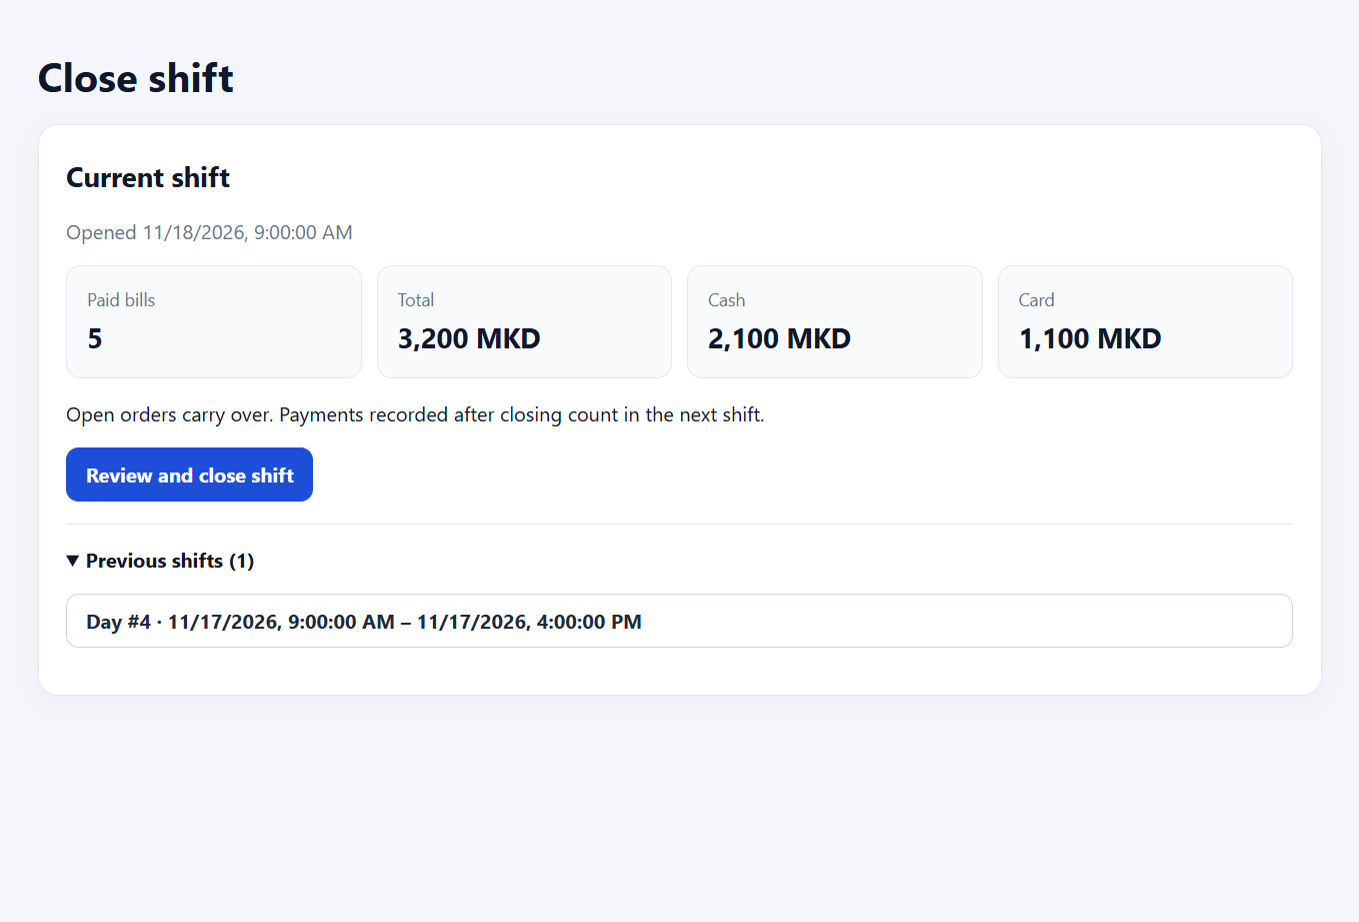 Close shift
Current shift
Opened 11/18/2026, 9:00:00 AM
Paid bills
5
Total
3,200 MKD
Cash
2,100 MKD
Card
1,100 MKD
Open orders carry over. Payments recorded after closing count in the next shift.
Review and close shift
Previous shifts (1)
Day #4 · 11/17/2026, 9:00:00 AM – 11/17/2026, 4:00:00 PM